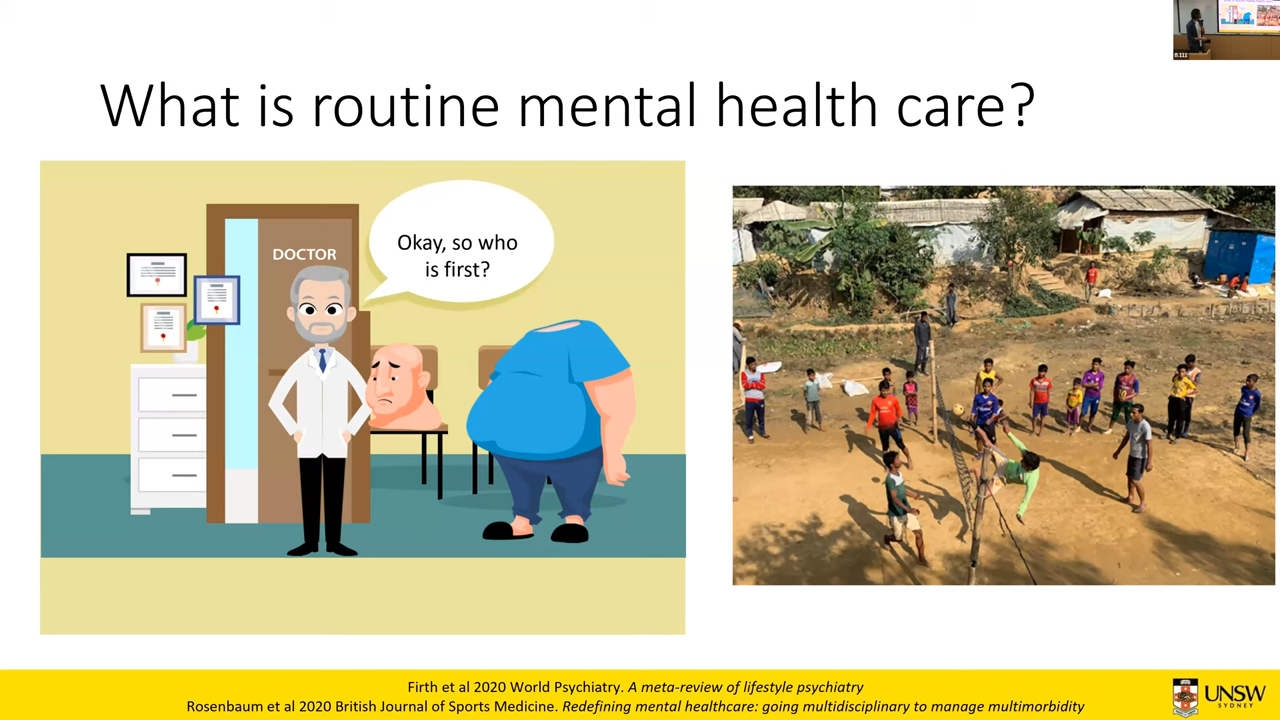 What is routine mental health care?
DOCTOR
Okay, so who
is first?
Firth et al 2020 World Psychiatry. A meta-review of lifestyle psychiatry
Rosenbaum et al 2020 British Journal of Sports Medicine. Redefining mental healthcare: going multidisciplinary to manage multimorbidity
UNSW
SYDNEY